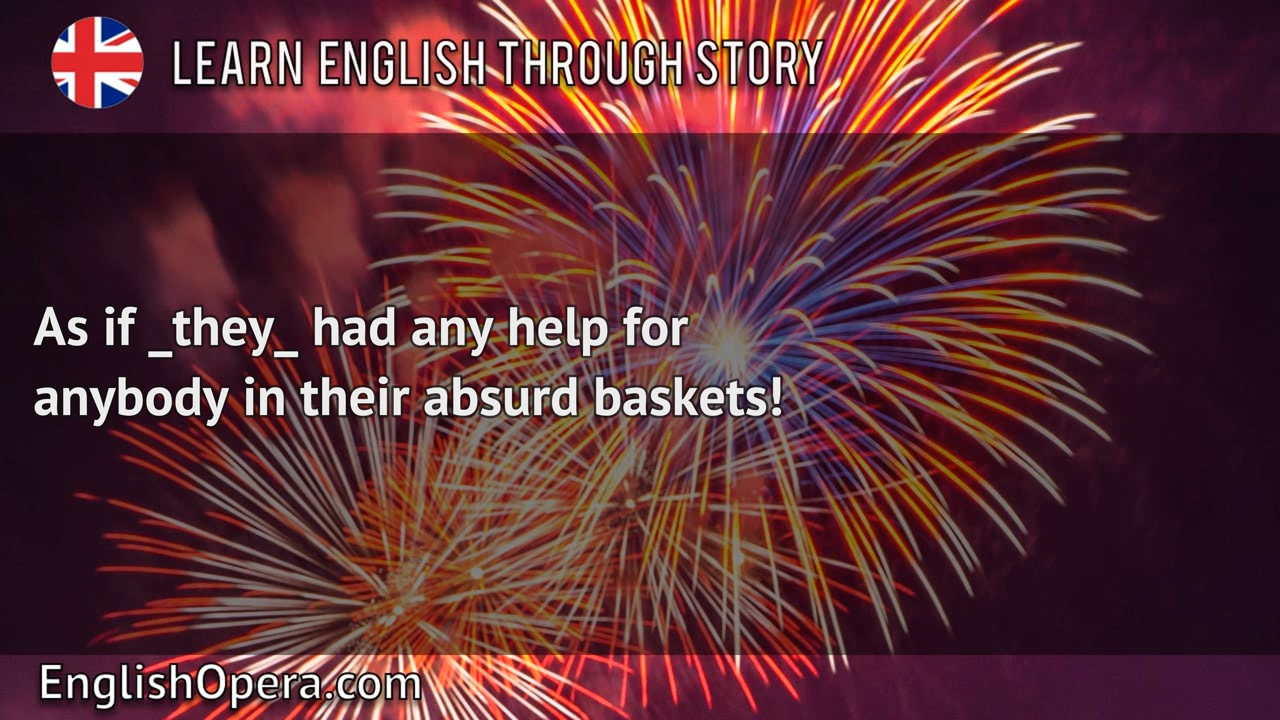 LEARN ENGLISH THROUGH STORY
As if _they_ had any help for
anybody in their absurd baskets!
EnglishOpera.com